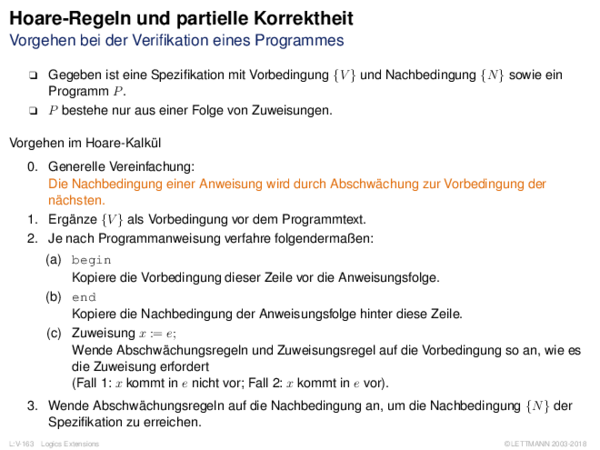 Hoare-Regeln und partielle Korrektheit
Vorgehen bei der Verifikation eines Programmes
❑ Gegeben ist eine Spezifikation mit Vorbedingung {V} und Nachbedingung {N} sowie ein
Programm P.
❑ P bestehe nur aus einer Folge von Zuweisungen.
Vorgehen im Hoare-Kalkül
0. Generelle Vereinfachung:
Die Nachbedingung einer Anweisung wird durch Abschwächung zur Vorbedingung der
nächsten.
1. Ergänze {V} als Vorbedingung vor dem Programmtext.
2. Je nach Programmanweisung verfahre folgendermaßen:
(a) begin
Kopiere die Vorbedingung dieser Zeile vor die Anweisungsfolge.
(b) end
Kopiere die Nachbedingung der Anweisungsfolge hinter diese Zeile.
(c) Zuweisung x := e;
Wende Abschwächungsregeln und Zuweisungsregel auf die Vorbedingung so an, wie es
die Zuweisung erfordert
(Fall 1: x kommt in e nicht vor; Fall 2: x kommt in e vor).
3. Wende Abschwächungsregeln auf die Nachbedingung an, um die Nachbedingung {N} der
Spezifikation zu erreichen.
L:V-163 Logics Extensions ©LETTMANN 2003-2018